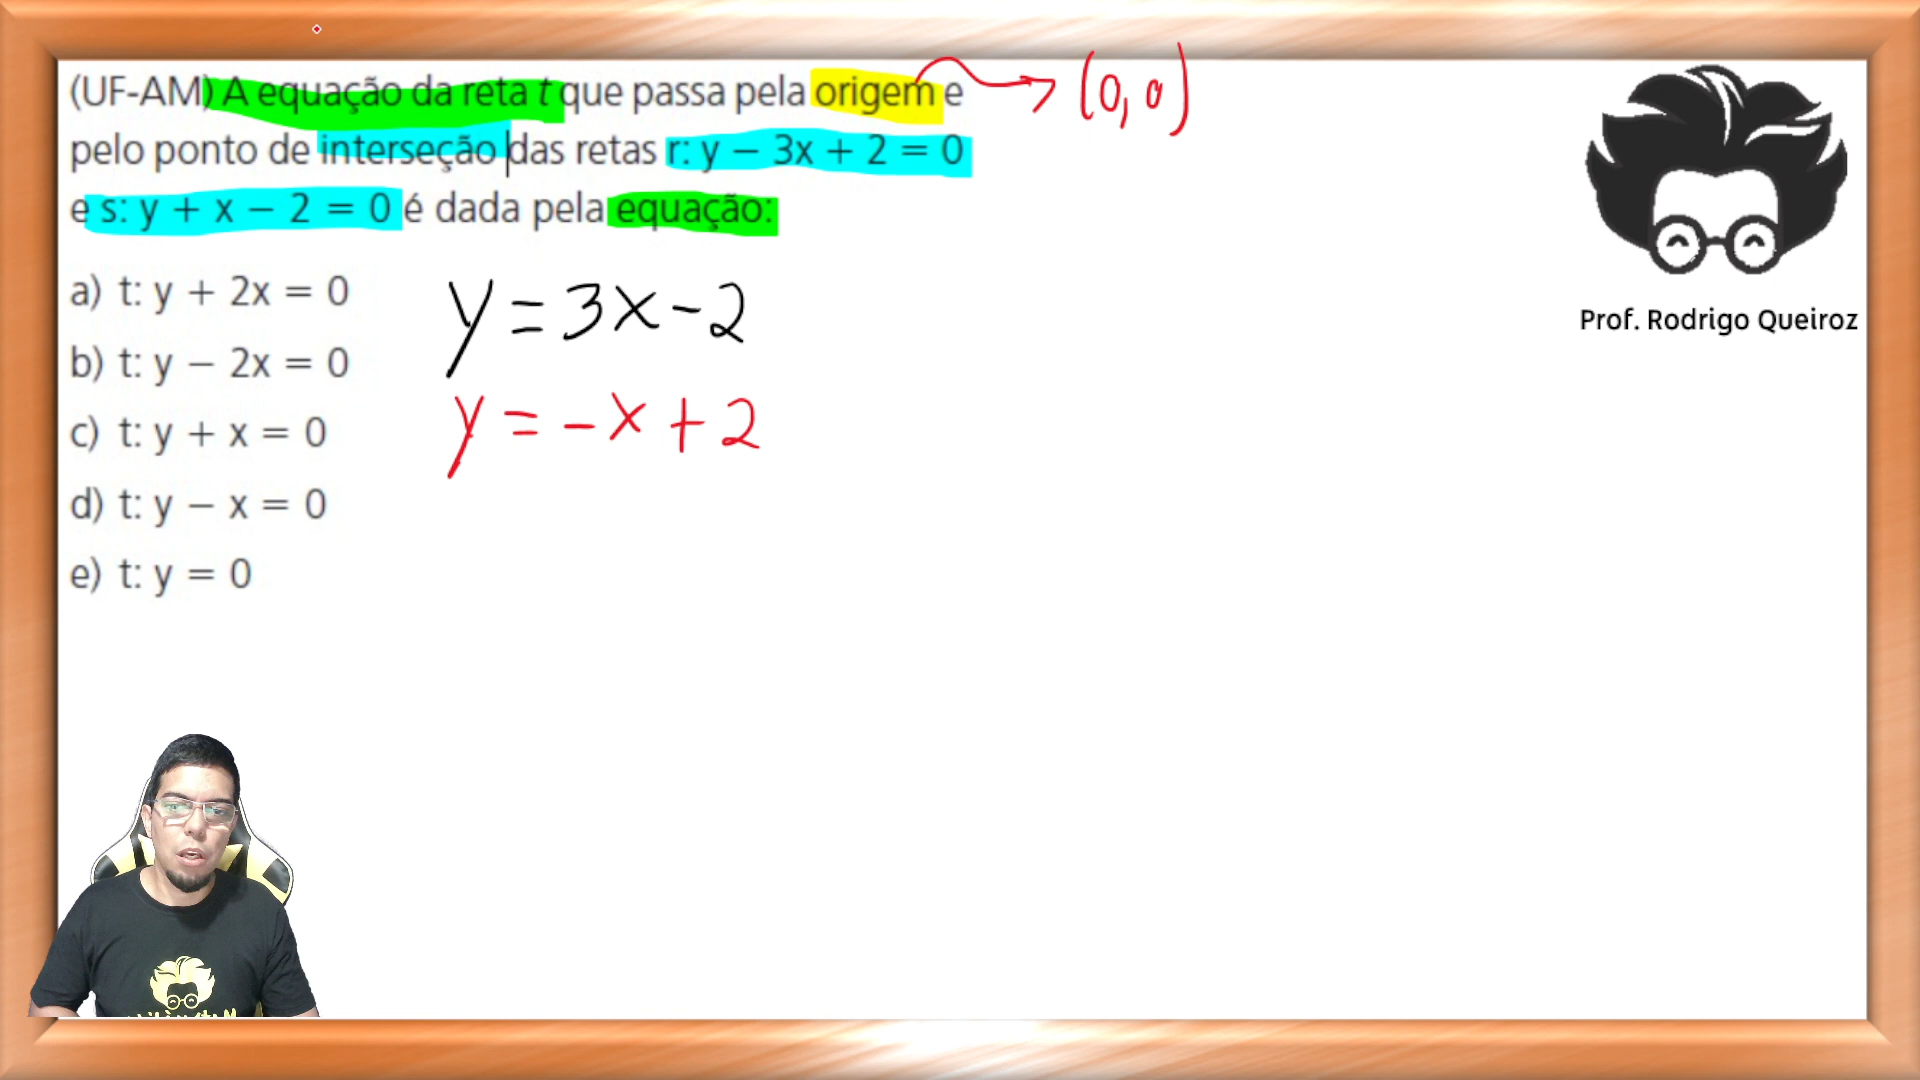 (UF-AM) A equação da reta t que passa pela origem e → (0, 0)
pelo ponto de interseção das retas r: y – 3x + 2 = 0
e s: y + x – 2 = 0 é dada pela equação:
a) t: y + 2x = 0
b) t: y – 2x = 0
c) t: y + x = 0
d) t: y – x = 0
e) t: y = 0
y = 3x - 2
y = -x + 2
Prof. Rodrigo Queiroz